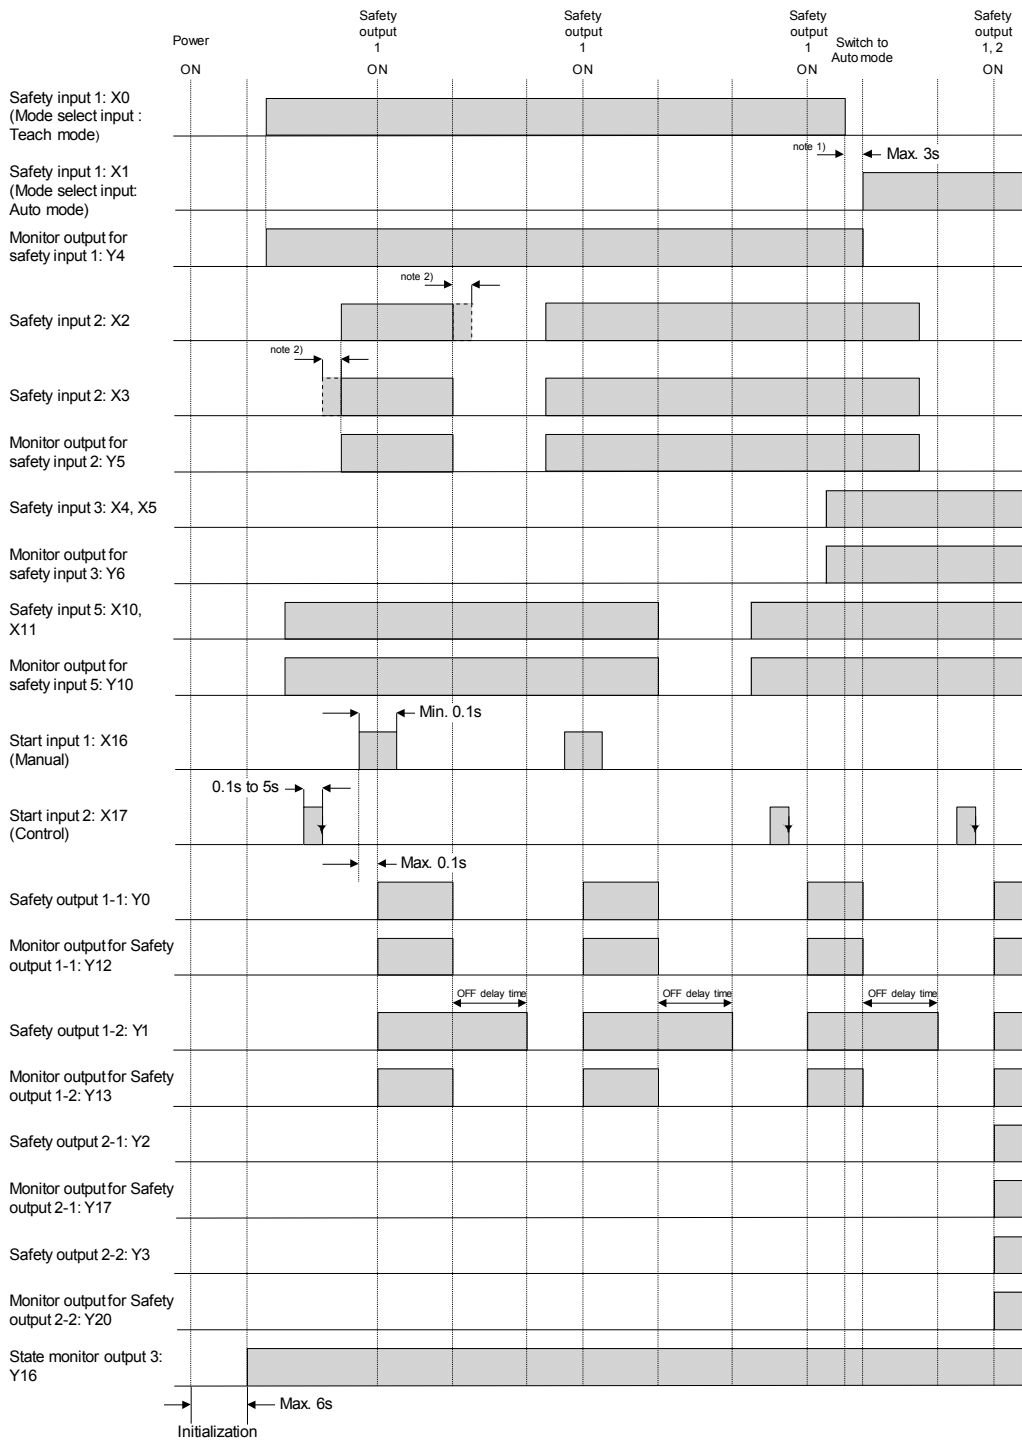 Power
ON
Safety
output
1
ON
Safety
output
1
ON
Safety
output
1
ON
Switch to
Auto mode
Safety
output
1, 2
ON
Safety input 1: X0
(Mode select input :
Teach mode)
note 1)
Max. 3s
Safety input 1: X1
(Mode select input:
Auto mode)
Monitor output for
safety input 1: Y4
note 2)
Safety input 2: X2
note 2)
Safety input 2: X3
Monitor output for
safety input 2: Y5
Safety input 3: X4, X5
Monitor output for
safety input 3: Y6
Safety input 5: X10,
X11
Monitor output for
safety input 5: Y10
Min. 0.1s
Start input 1: X16
(Manual)
0.1s to 5s
Start input 2: X17
(Control)
Max. 0.1s
Safety output 1-1: Y0
Monitor output for Safety
output 1-1: Y12
OFF delay time
OFF delay time
OFF delay time
Safety output 1-2: Y1
Monitor output for Safety
output 1-2: Y13
Safety output 2-1: Y2
Monitor output for Safety
output 2-1: Y17
Safety output 2-2: Y3
Monitor output for Safety
output 2-2: Y20
State monitor output 3:
Y16
Max. 6s
Initialization